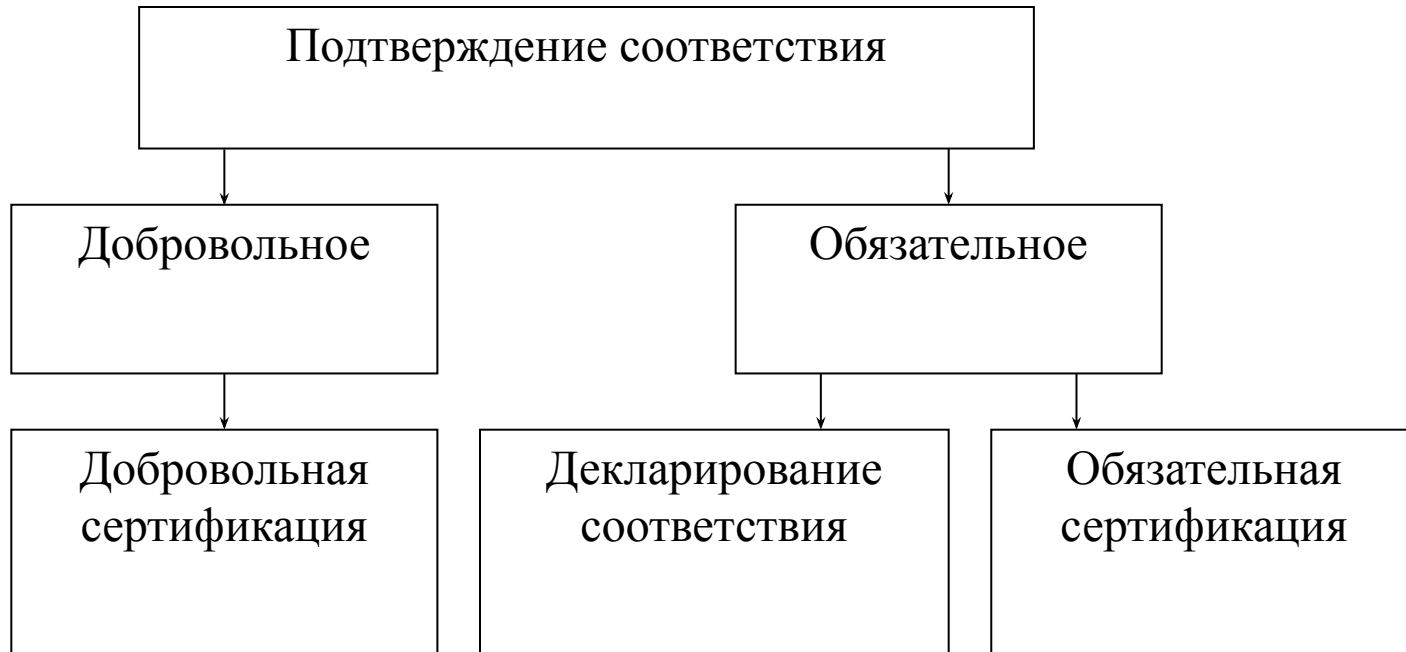 Подтверждение соответствия
Добровольное
Обязательное
Добровольная
сертификация
Декларирование
соответствия
Обязательная
сертификация